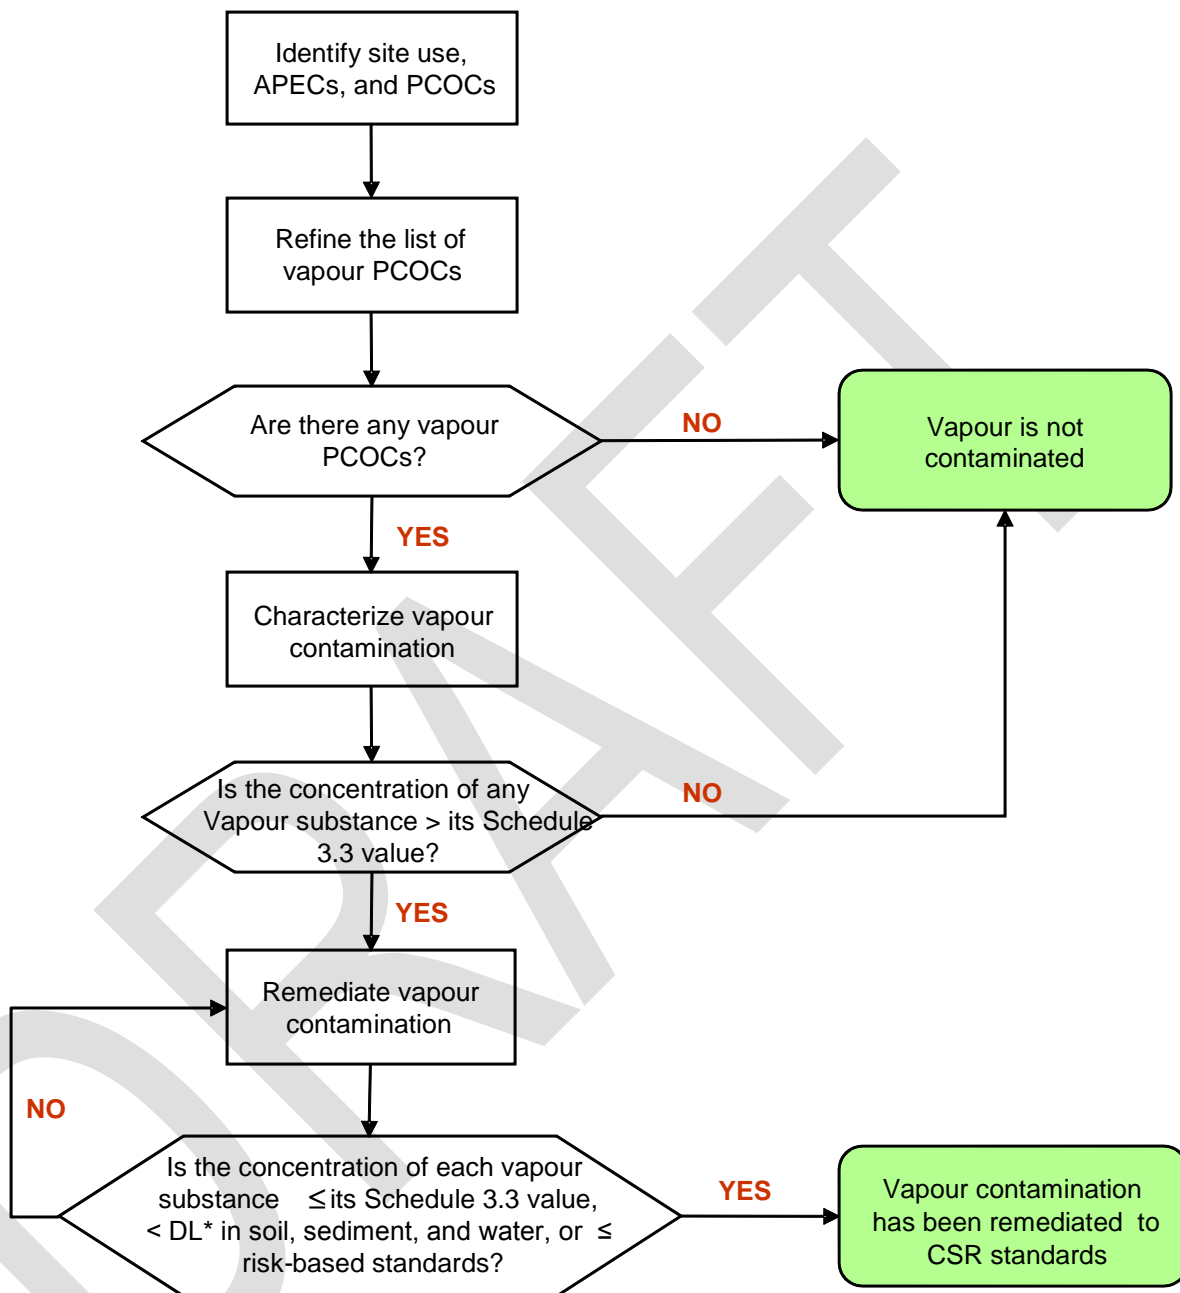 Identify site use,
APECs, and PCOCs
Refine the list of
vapour PCOCs
Are there any vapour
PCOCs?
NO
Vapour is not
contaminated
YES
Characterize vapour
contamination
Is the concentration of any
Vapour substance > its Schedule
3.3 value?
NO
YES
Remediate vapour
contamination
NO
Is the concentration of each vapour
substance ≤ its Schedule 3.3 value,
< DL* in soil, sediment, and water, or ≤
risk-based standards?
YES
Vapour contamination
has been remediated to
CSR standards
DRAFT